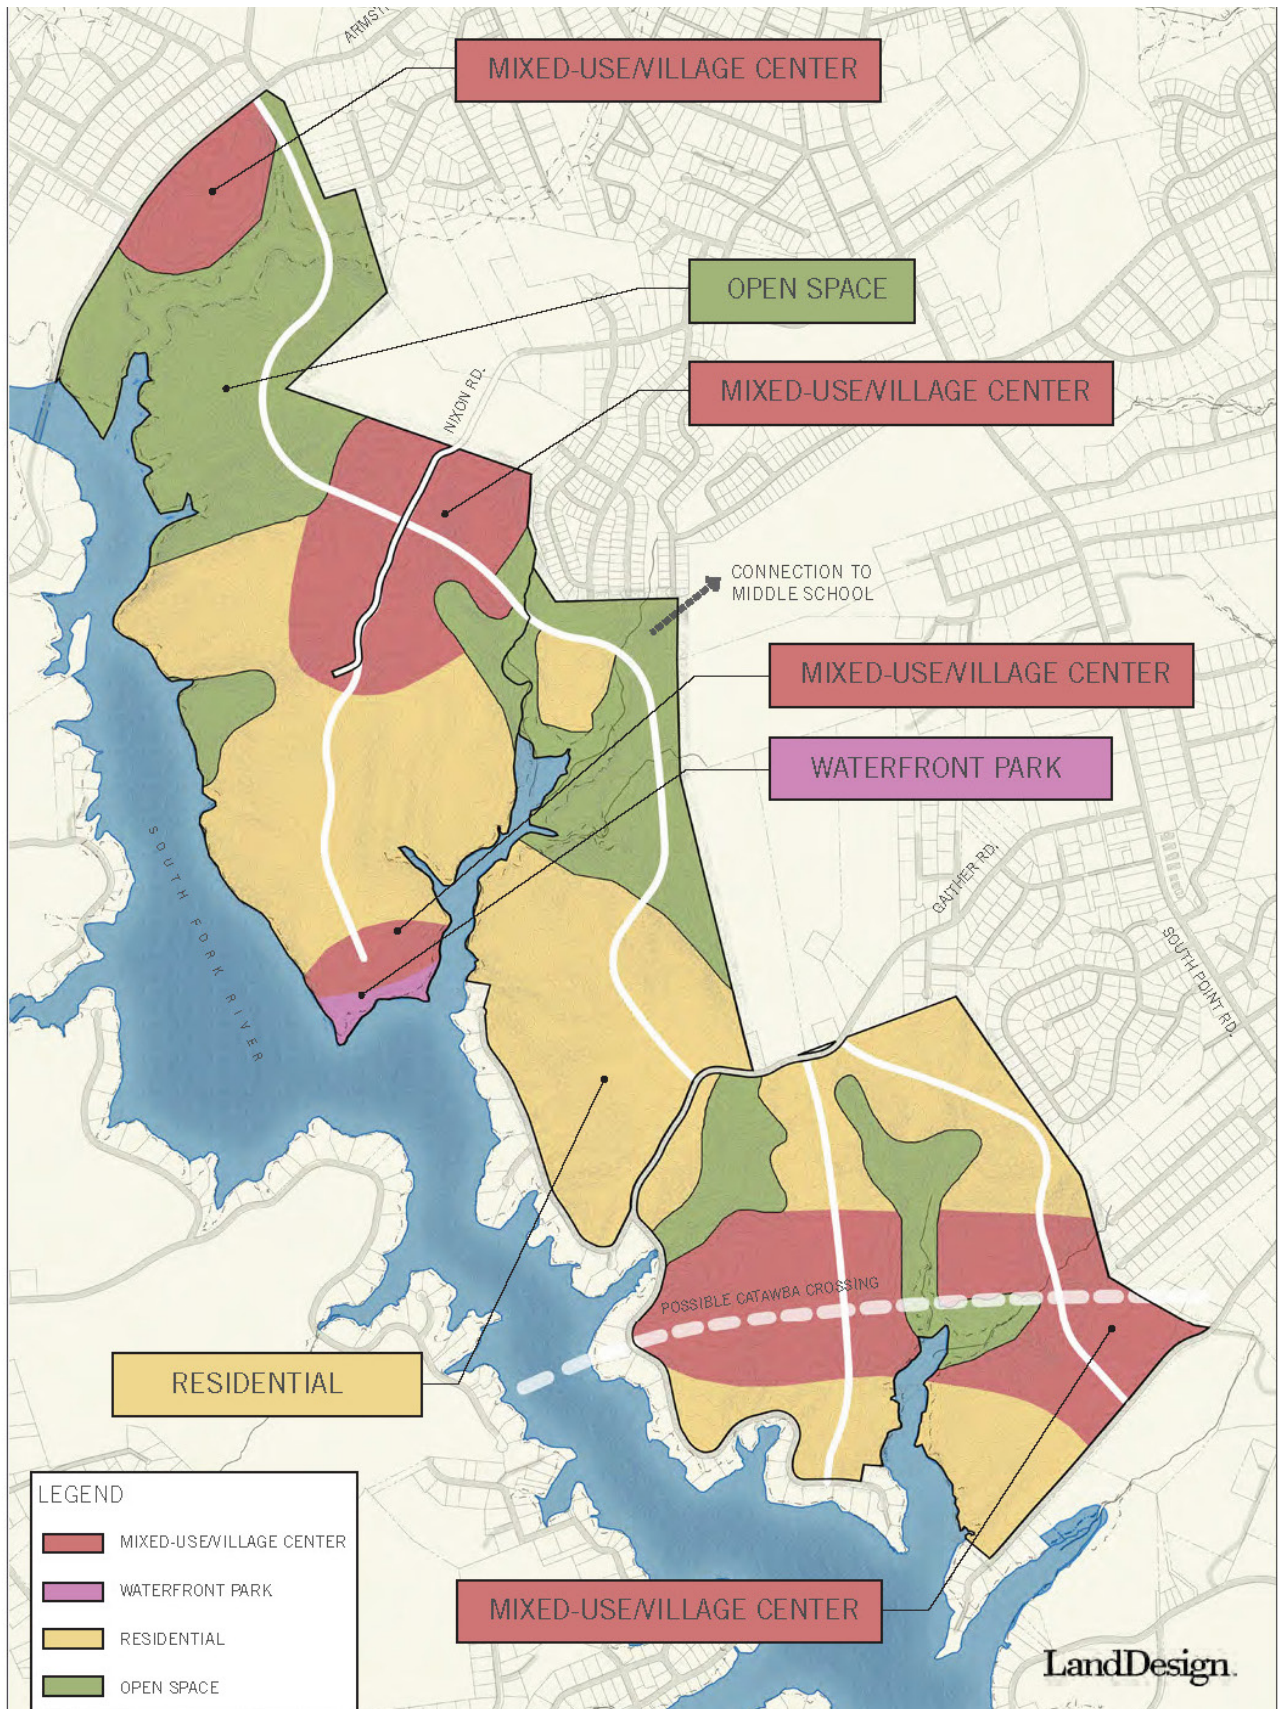 ARMST
MIXED-USE/VILLAGE CENTER
OPEN SPACE
MIXED-USE/VILLAGE CENTER
NIXON RD.
CONNECTION TO
MIDDLE SCHOOL
MIXED-USE/VILLAGE CENTER
WATERFRONT PARK
SOUTH FORK RIVER
GAITHER RD.
SOUTH POINT RD.
POSSIBLE CATAWBA CROSSING
RESIDENTIAL
LEGEND
MIXED-USE/VILLAGE CENTER
WATERFRONT PARK
RESIDENTIAL
OPEN SPACE
MIXED-USE/VILLAGE CENTER
LandDesign.